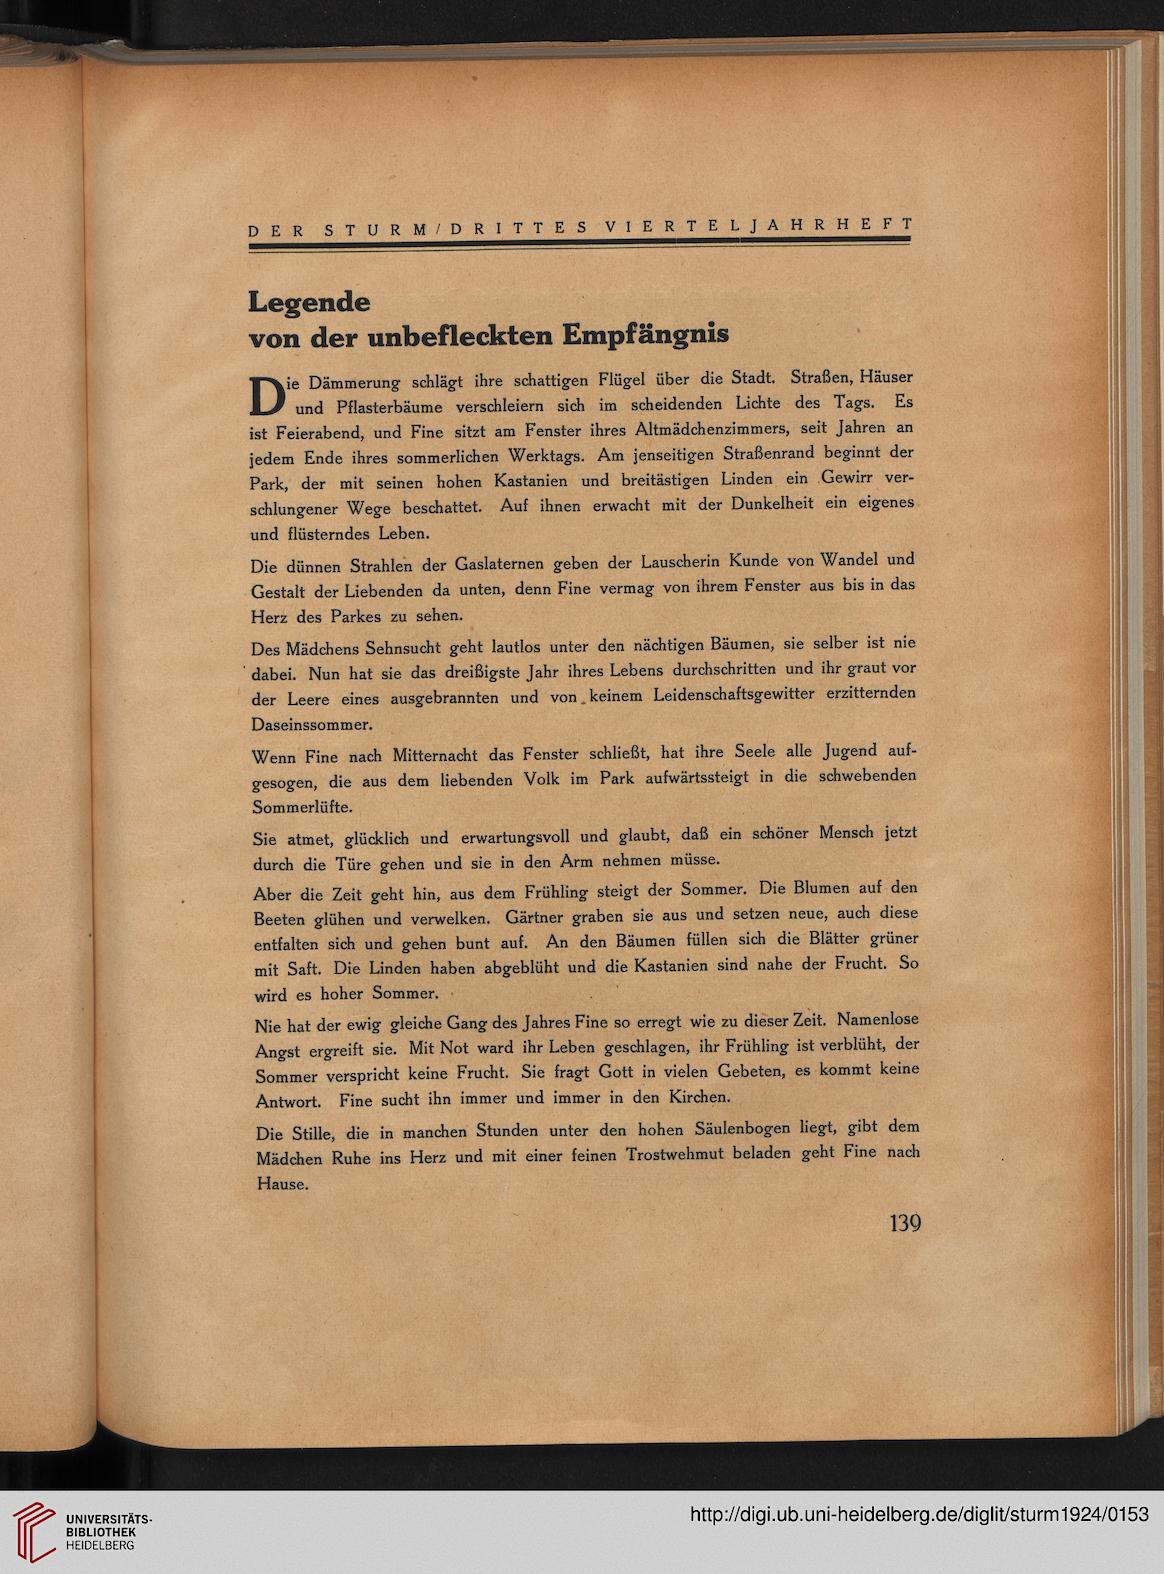 DER STURM/DRITTES VIERTELJAHRHEFT
Legende
von der unbefleckten Empfängnis
Die Dämmerung schlägt ihre schattigen Flügel über die Stadt. Straßen, Häuser
und Pflasterbäume verschleiern sich im scheidenden Lichte des Tags. Es
ist Feierabend, und Fine sitzt am Fenster ihres Altmädchenzimmers, seit Jahren an
jedem Ende ihres sommerlichen Werktags. Am jenseitigen Straßenrand beginnt der
Park, der mit seinen hohen Kastanien und breitästigen Linden ein Gewirr ver-
schlungener Wege beschattet. Auf ihnen erwacht mit der Dunkelheit ein eigenes
und flüsterndes Leben.
Die dünnen Strahlen der Gaslaternen geben der Lauscherin Kunde von Wandel und
Gestalt der Liebenden da unten, denn Fine vermag von ihrem Fenster aus bis in das
Herz des Parkes zu sehen.
Des Mädchens Sehnsucht geht lautlos unter den nächtigen Bäumen, sie selber ist nie
dabei. Nun hat sie das dreißigste Jahr ihres Lebens durchschritten und ihr graut vor
der Leere eines ausgebrannten und von keinem Leidenschaftsgewitter erzitternden
Daseinssommer.
Wenn Fine nach Mitternacht das Fenster schließt, hat ihre Seele alle Jugend auf-
gesogen, die aus dem liebenden Volk im Park aufwärtssteigt in die schwebenden
Sommerlüfte.
Sie atmet, glücklich und erwartungsvoll und glaubt, daß ein schöner Mensch jetzt
durch die Türe gehen und sie in den Arm nehmen müsse.
Aber die Zeit geht hin, aus dem Frühling steigt der Sommer. Die Blumen auf den
Beeten glühen und verwelken. Gärtner graben sie aus und setzen neue, auch diese
entfalten sich und gehen bunt auf. An den Bäumen füllen sich die Blätter grüner
mit Saft. Die Linden haben abgeblüht und die Kastanien sind nahe der Frucht. So
wird es hoher Sommer.
Nie hat der ewig gleiche Gang des Jahres Fine so erregt wie zu dieser Zeit. Namenlose
Angst ergreift sie. Mit Not ward ihr Leben geschlagen, ihr Frühling ist verblüht, der
Sommer verspricht keine Frucht. Sie fragt Gott in vielen Gebeten, es kommt keine
Antwort. Fine sucht ihn immer und immer in den Kirchen.
Die Stille, die in manchen Stunden unter den hohen Säulenbogen liegt, gibt dem
Mädchen Ruhe ins Herz und mit einer feinen Trostwehmut beladen geht Fine nach
Hause.
139
UNIVERSITÄTS-
BIBLIOTHEK
HEIDELBERG
http://digi.ub.uni-heidelberg.de/diglit/sturm1924/0153